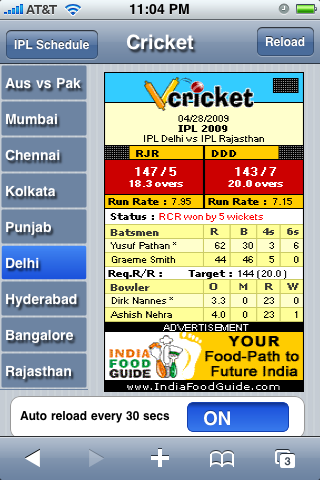 AT&T 11:04 PM
IPL Schedule Cricket Reload
Aus vs Pak
Mumbai
Chennai
Kolkata
Punjab
Delhi
Hyderabad
Bangalore
Rajasthan
Vcricket
04/28/2009
IPL 2009
IPL Delhi vs IPL Rajasthan
RJR DDD
147 / 5 143 / 7
18.3 overs 20.0 overs
Run Rate : 7.95 Run Rate : 7.15
Status : RCR won by 5 wickets
Batsmen R B 4s 6s
Yusuf Pathan * 62 30 3 6
Graeme Smith 44 46 5 0
Req.R/R : Target : 144 (20.0 )
Bowler O M R W
Dirk Nannes * 3.3 0 23 0
Ashish Nehra 4.0 0 23 1
ADVERTISEMENT
INDIA
FOOD
GUIDE
YOUR
Food-Path to
Future India
www.IndiaFoodGuide.com
Auto reload every 30 secs ON
3